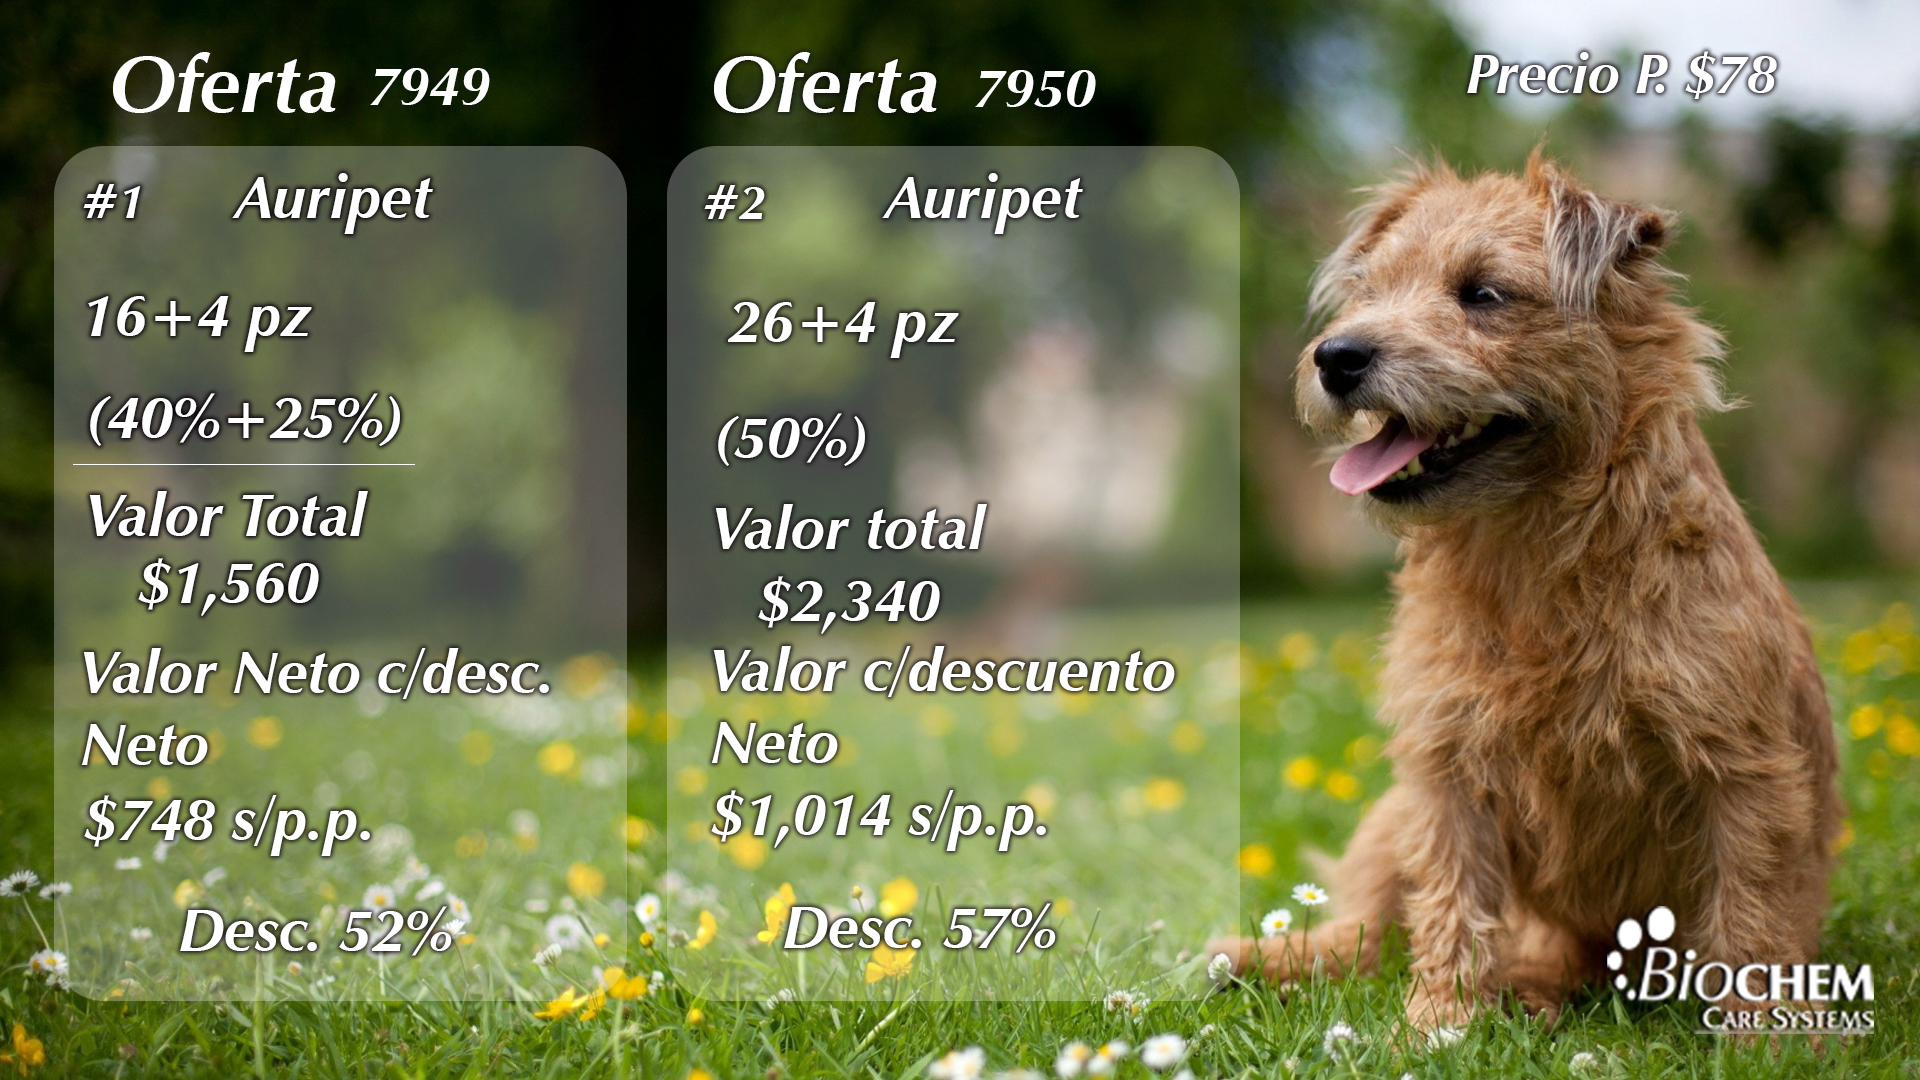 Oferta 7949
#1 Auripet
16+4 pz
(40%+25%)
Valor Total
$1,560
Valor Neto c/desc.
Neto
$748 s/p.p.
Desc. 52%
Oferta 7950
#2 Auripet
26+4 pz
(50%)
Valor total
$2,340
Valor c/descuento
Neto
$1,014 s/p.p.
Desc. 57%
Precio P. $78
BIOCHEM
CARE SYSTEMS